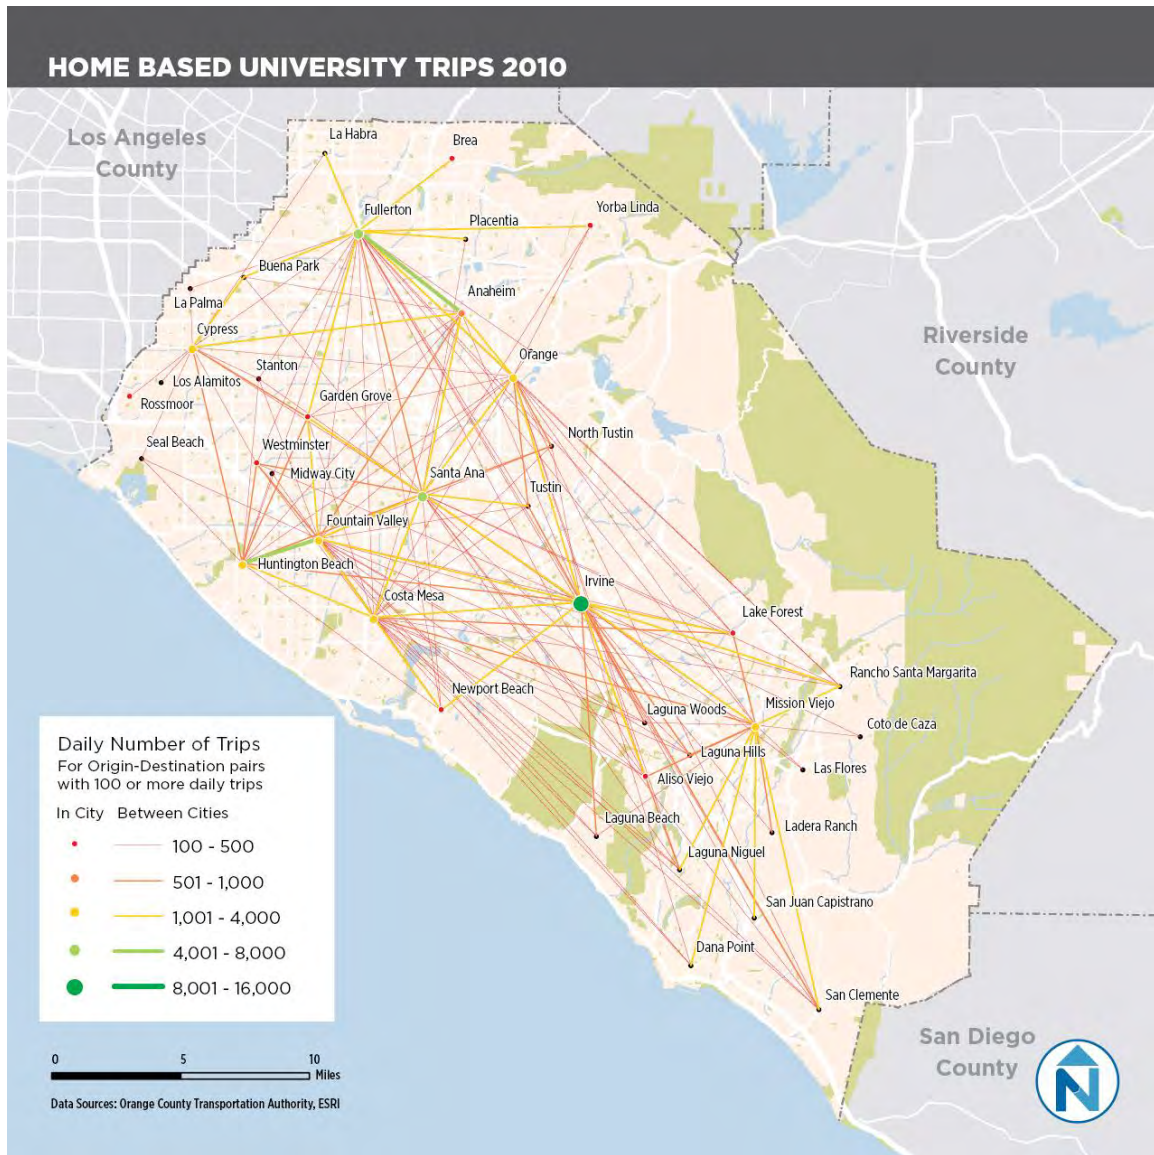 HOME BASED UNIVERSITY TRIPS 2010
Los Angeles
County
La Habra
Brea
Fullerton
Placentia
Yorba Linda
Buena Park
La Palma
Anaheim
Cypress
Riverside
County
Stanton
Orange
Los Alamitos
Rossmoor
Garden Grove
Seal Beach
Westminster
North Tustin
Midway City
Santa Ana
Tustin
Fountain Valley
Huntington Beach
Irvine
Costa Mesa
Lake Forest
Rancho Santa Margarita
Newport Beach
Laguna Woods
Mission Viejo
Coto de Caza
Laguna Hills
Las Flores
Aliso Viejo
Laguna Beach
Ladera Ranch
Laguna Niguel
San Juan Capistrano
Dana Point
San Clemente
San Diego
County
N
Daily Number of Trips
For Origin-Destination pairs
with 100 or more daily trips
In City Between Cities
100 - 500
501 - 1,000
1,001 - 4,000
4,001 - 8,000
8,001 - 16,000
0 5 10
Miles
Data Sources: Orange County Transportation Authority, ESRI